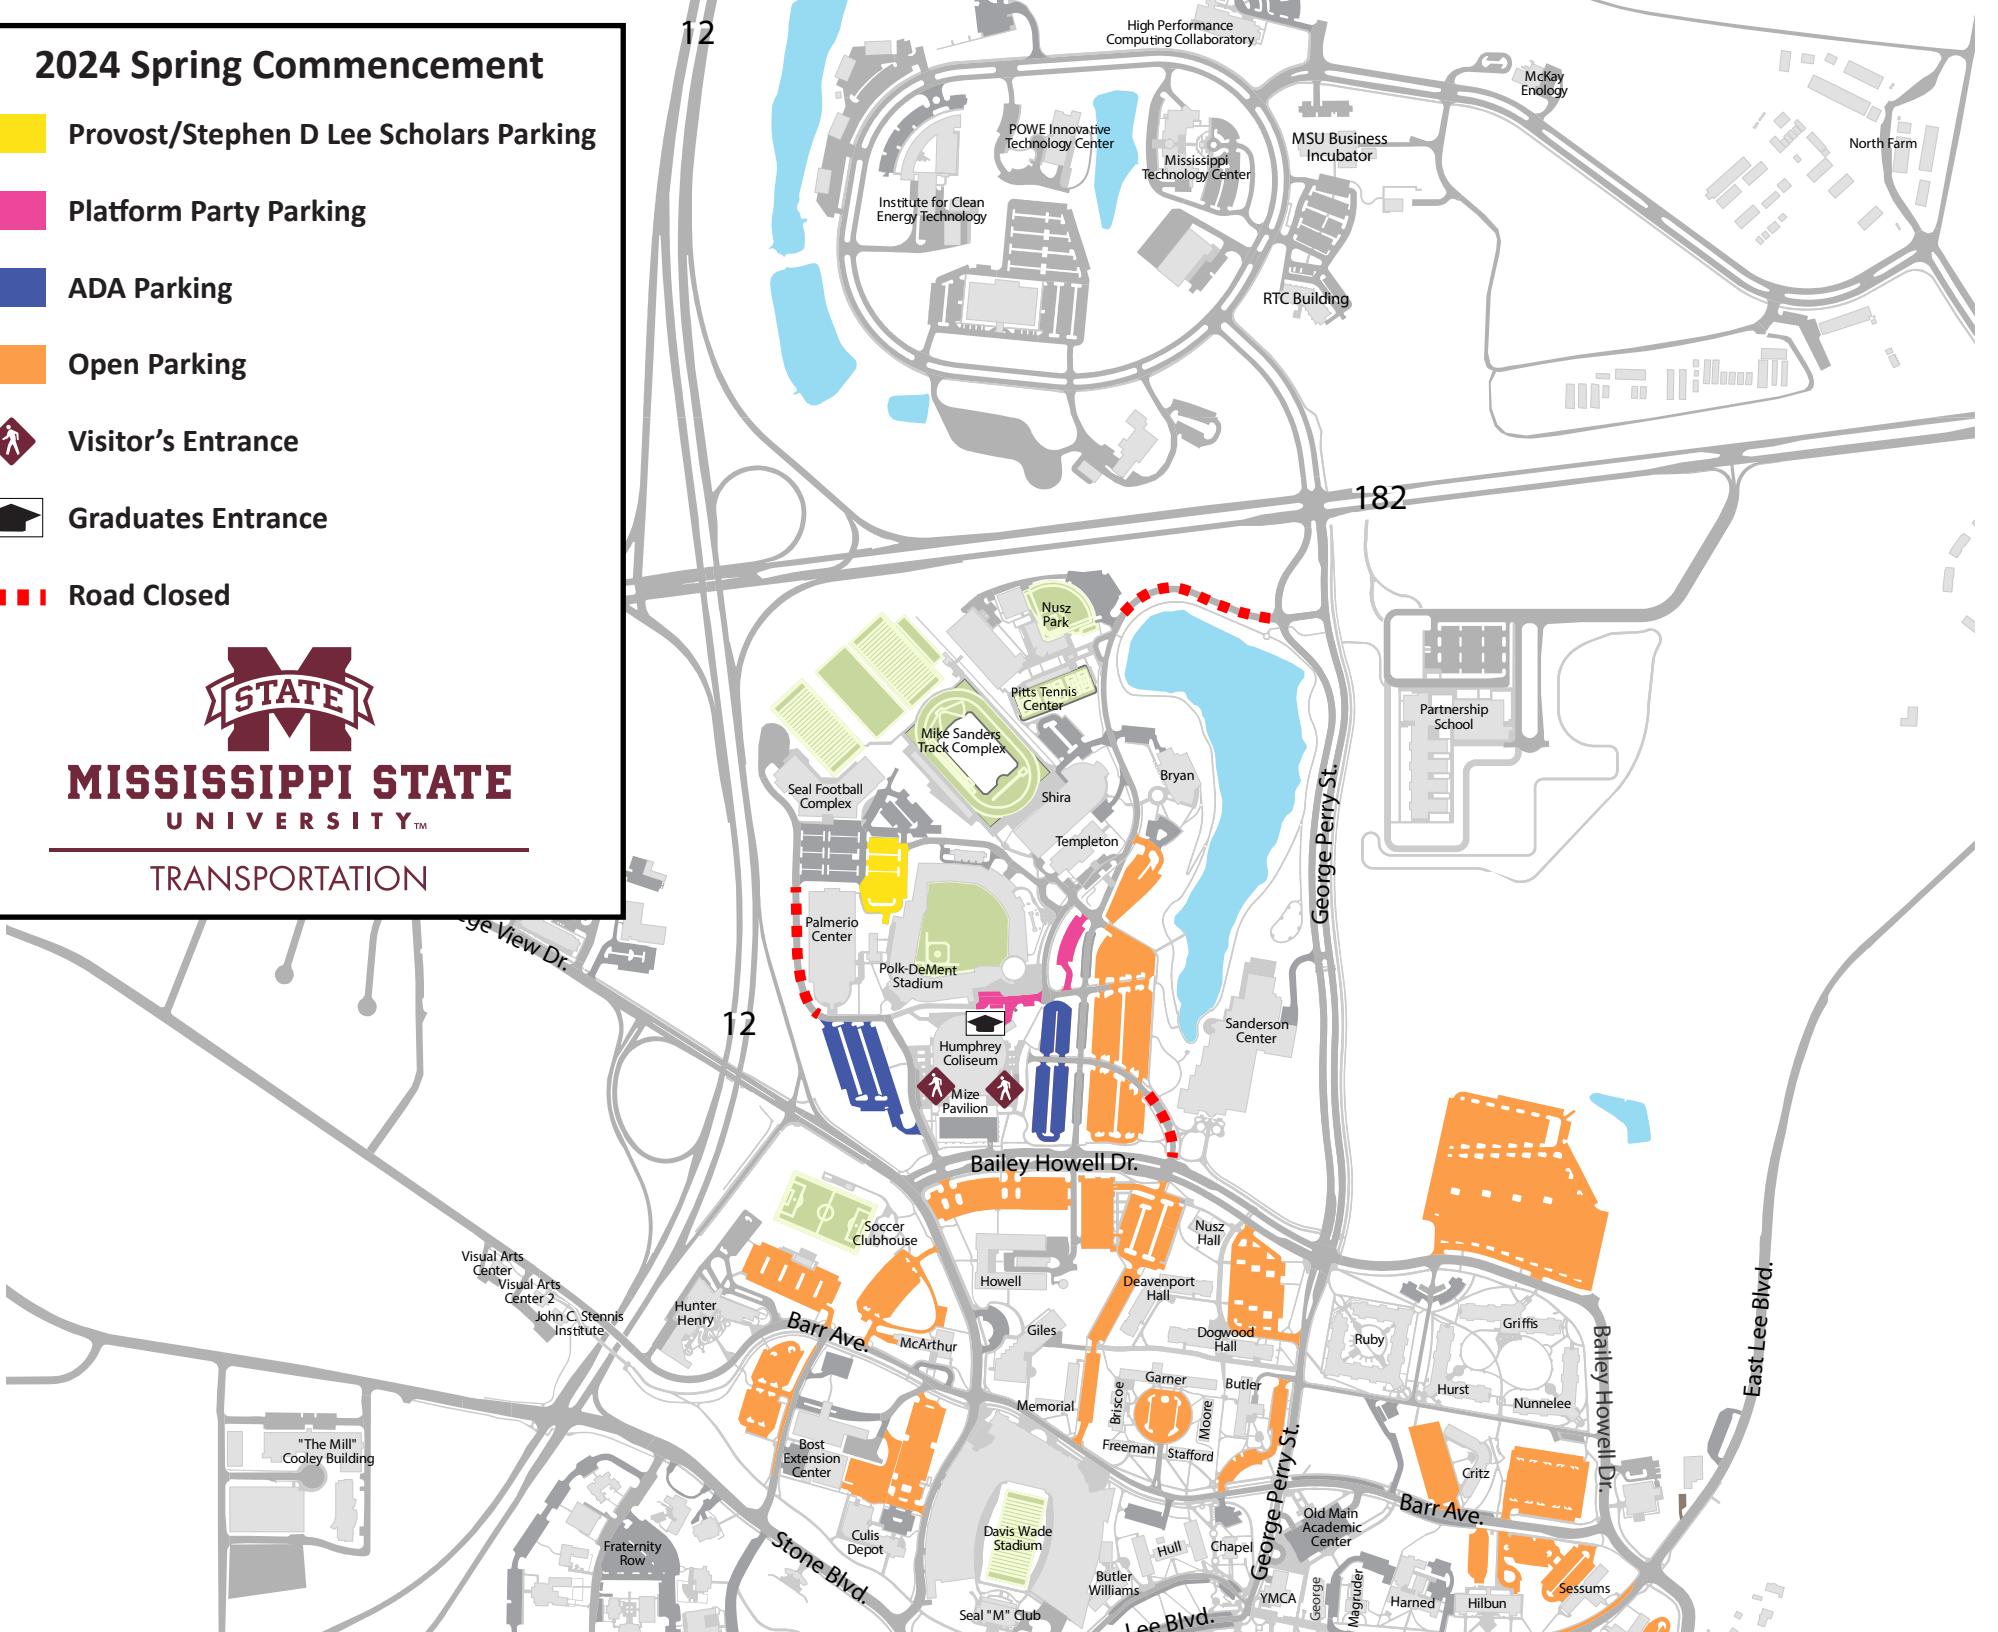 2024 Spring Commencement
Provost/Stephen D Lee Scholars Parking
Platform Party Parking
ADA Parking
Open Parking
Visitor's Entrance
Graduates Entrance
Road Closed
STATE
MISSISSIPPI STATE
UNIVERSITY™
TRANSPORTATION
12
High Performance
Computing Collaboratory
McKay
Enology
POWE Innovative
Technology Center
MSU Business
Incubator
North Farm
Mississippi
Technology Center
Institute for Clean
Energy Technology
RTC Building
182
Nusz
Park
Pitts Tennis
Center
Partnership
School
Mike Sanders
Track Complex
Bryan
Seal Football
Complex
Shira
George Perry St.
Templeton
Palmerio
Center
ge View Dr.
Polk-DeMent
Stadium
12
Sanderson
Center
Humphrey
Coliseum
Mize
Pavilion
Bailey Howell Dr.
Soccer
Clubhouse
Nusz
Hall
Visual Arts
Center
Visual Arts
Center 2
Howell
Deavenport
Hall
John C. Stennis
Institute
Hunter
Henry
Barr Ave.
McArthur
Giles
Dogwood
Hall
Ruby
Griffis
Bailey Howell Dr.
East Lee Blvd.
Garner
Butler
Briscoe
Moore
Hurst
Nunnelee
Memorial
Freeman
Stafford
"The Mill"
Cooley Building
Bost
Extension
Center
George Perry St.
Critz
Barr Ave.
Old Main
Academic
Center
Davis Wade
Stadium
Culis
Depot
Fraternity
Row
Stone Blvd.
Hull
Chapel
Butler
Williams
Sessums
YMCA
George
Magruder
Harned
Hilbun
Seal "M" Club
Lee Blvd.